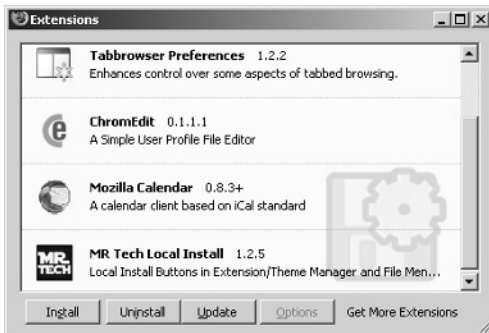 Extensions
Tabbrowser Preferences 1.2.2
Enhances control over some aspects of tabbed browsing.
ChromEdit 0.1.1.1
A Simple User Profile File Editor
Mozilla Calendar 0.8.3+
A calendar client based on iCal standard
MR TECH
MR Tech Local Install 1.2.5
Local Install Buttons in Extension/Theme Manager and File Men...
Install Uninstall Update Options Get More Extensions